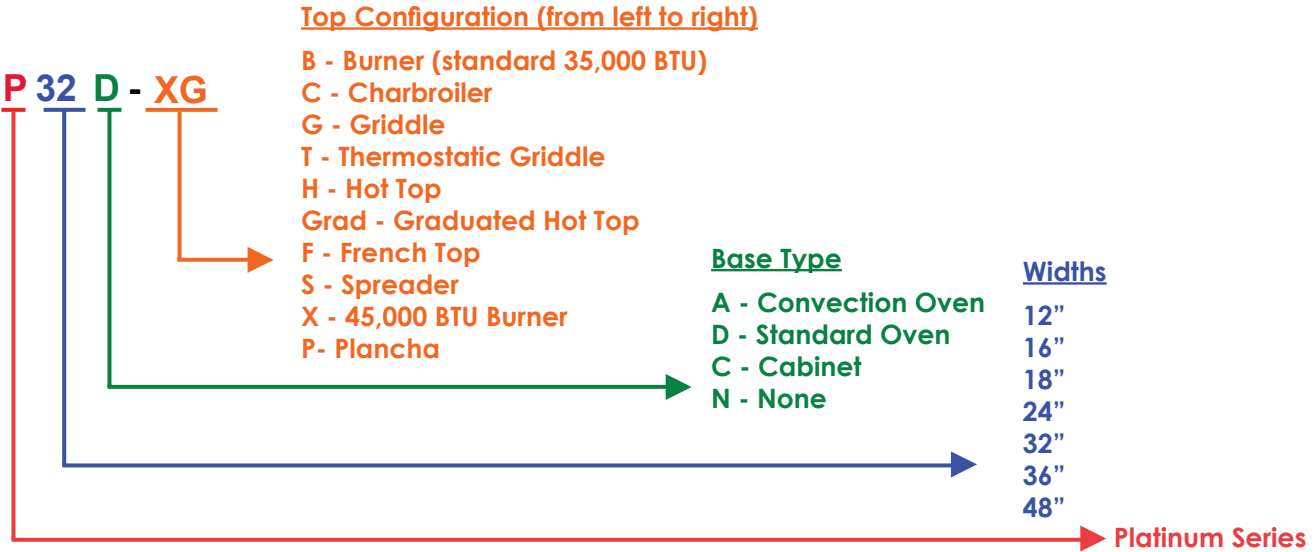 Top Configuration (from left to right)
P 32 D - XG
B - Burner (standard 35,000 BTU)
C - Charbroiler
G - Griddle
T - Thermostatic Griddle
H - Hot Top
Grad - Graduated Hot Top
F - French Top
S - Spreader
X - 45,000 BTU Burner
P- Plancha
Base Type
A - Convection Oven
D - Standard Oven
C - Cabinet
N - None
Widths
12”
16”
18”
24”
32”
36”
48”
Platinum Series